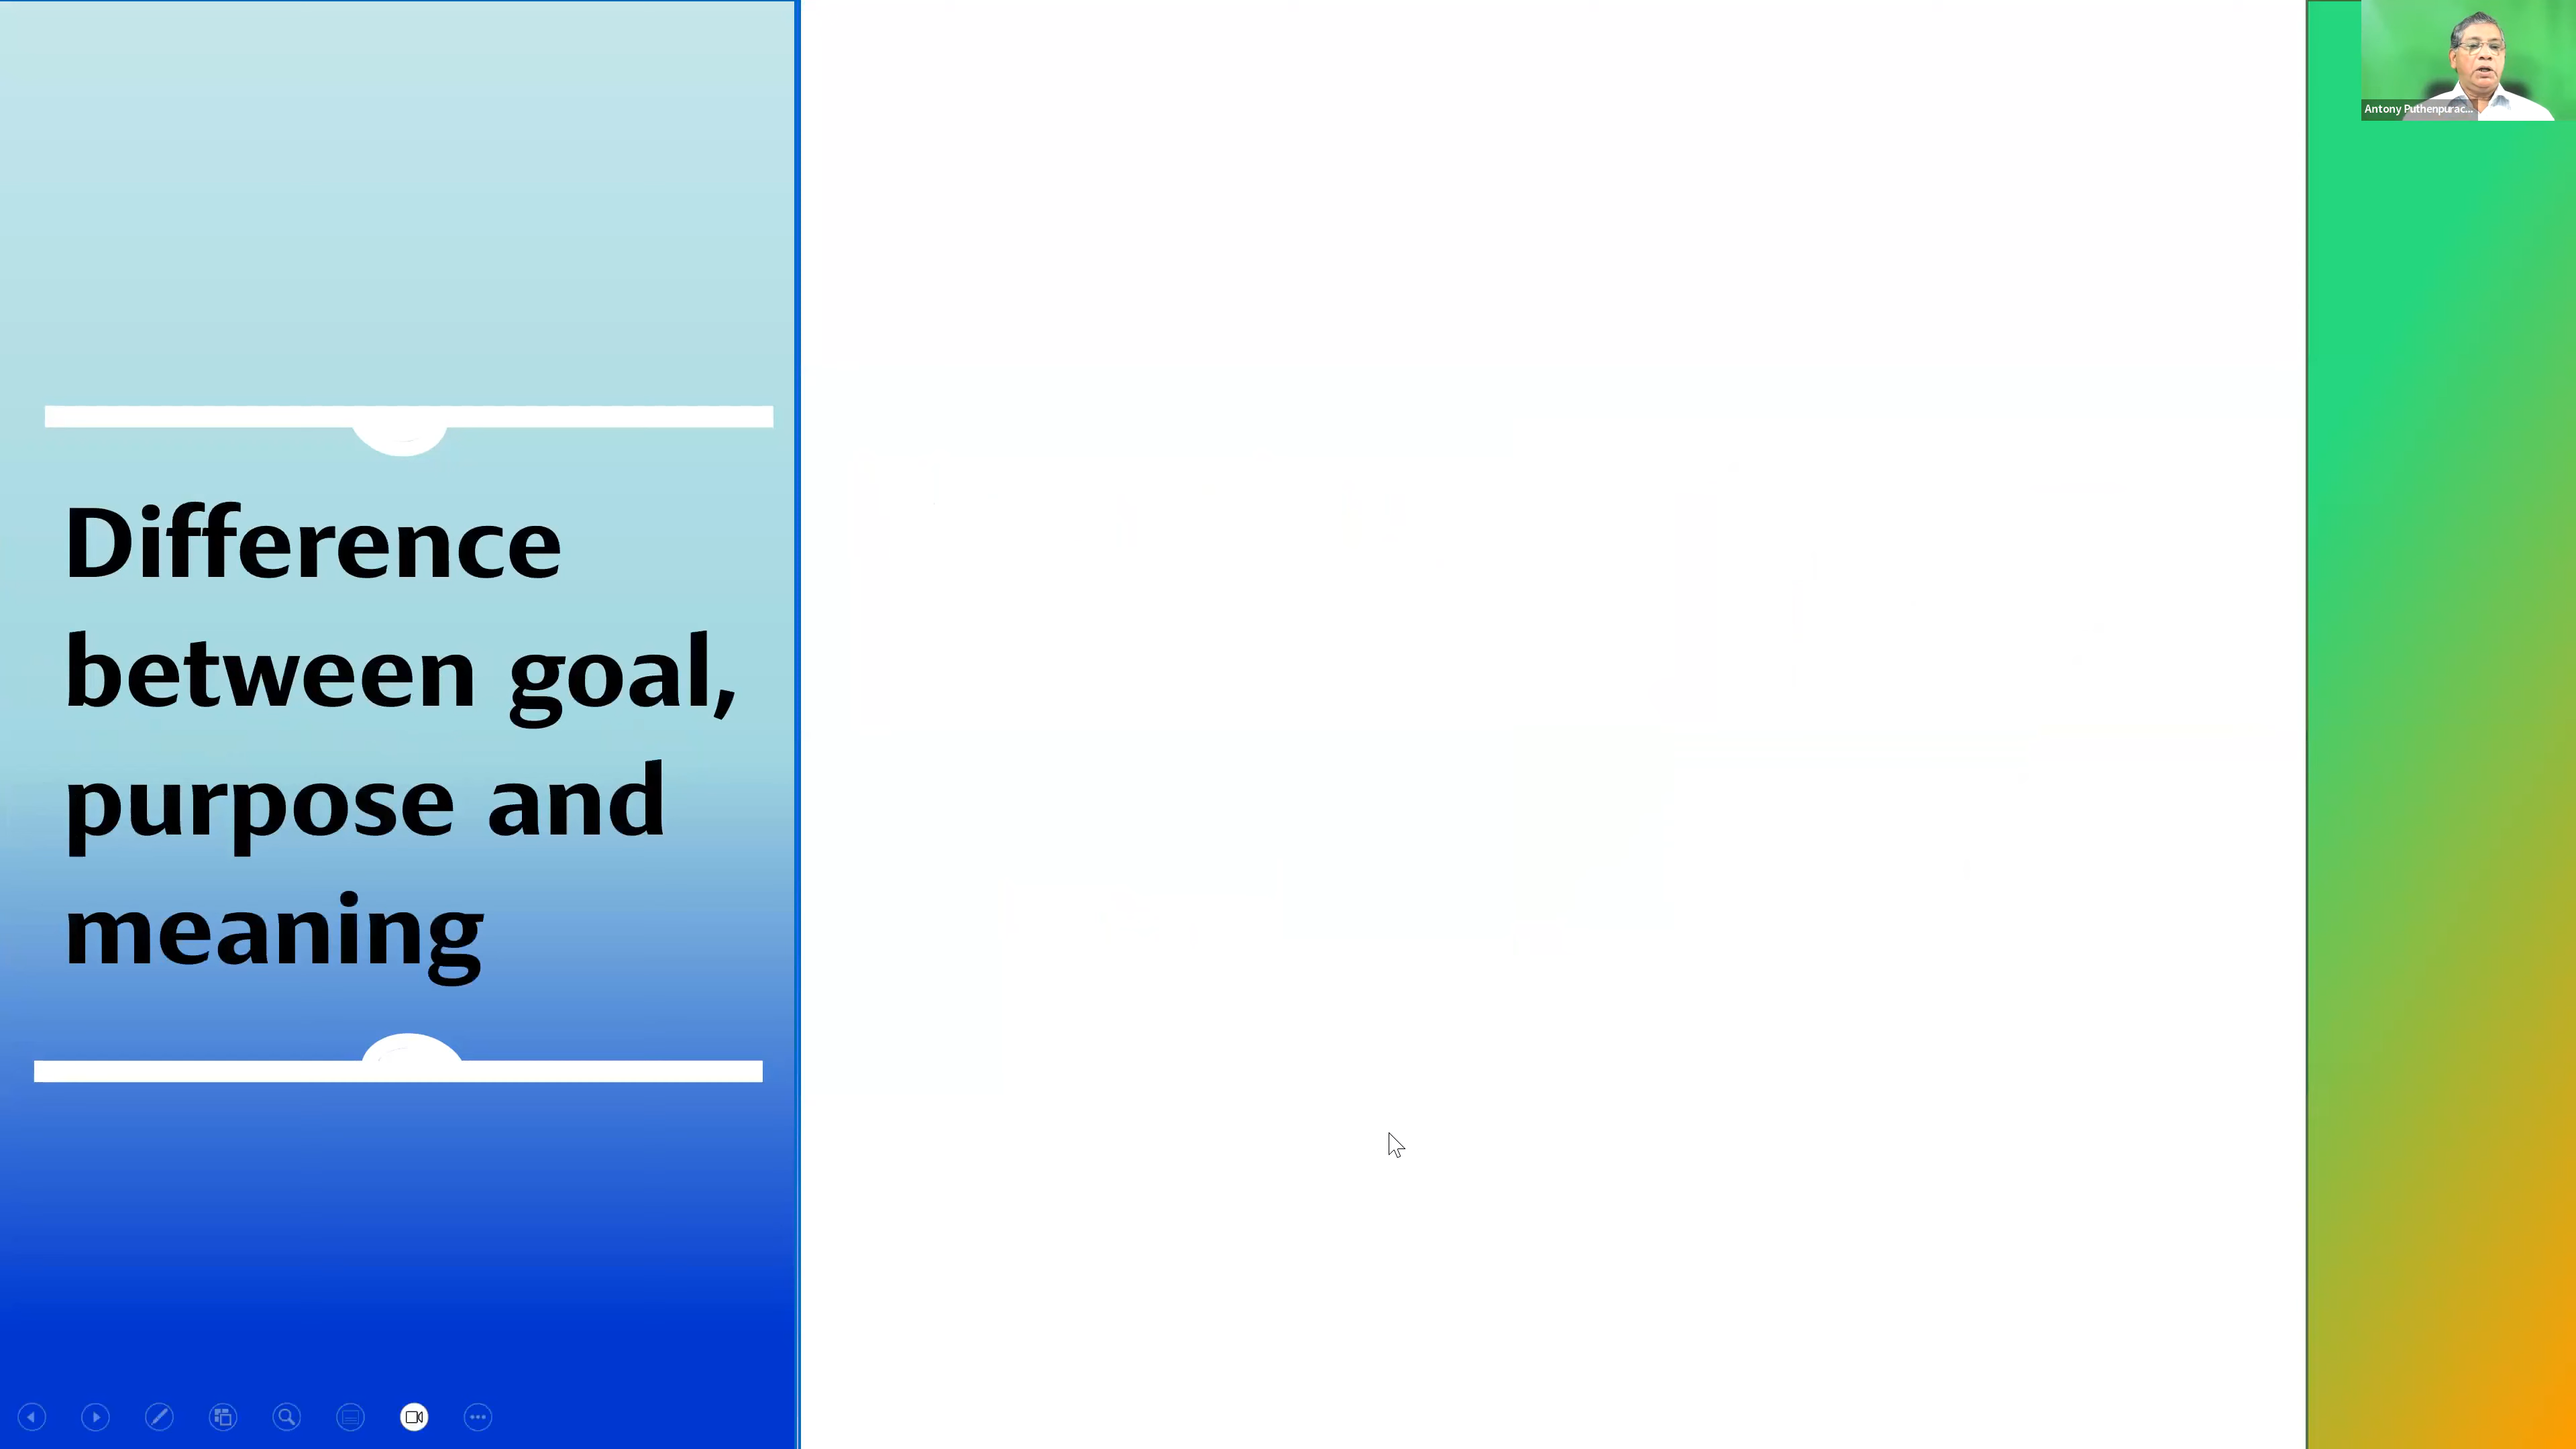 Difference
between goal,
purpose and
meaning
Antony Puthenpurac...